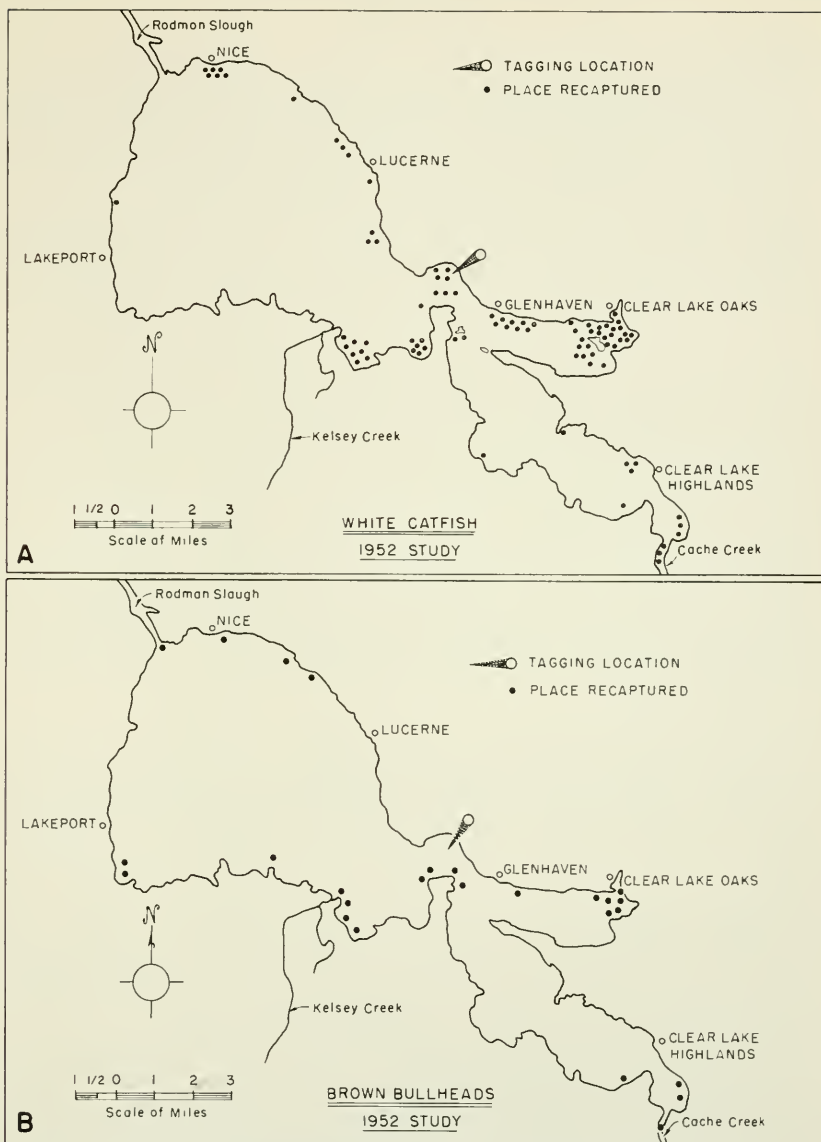 Rodmon Slough
NICE
TAGGING LOCATION
PLACE RECAPTURED
LUCERNE
LAKEPORT
GLENHAVEN
CLEAR LAKE OAKS
N
Kelsey Creek
CLEAR LAKE
HIGHLANDS
1 1/2 0 1 2 3
Scale of Miles
WHITE CATFISH
1952 STUDY
Cache Creek
A
Rodman Slaugh
NICE
TAGGING LOCATION
PLACE RECAPTURED
LUCERNE
LAKEPORT
GLENHAVEN
CLEAR LAKE OAKS
N
Kelsey Creek
CLEAR LAKE
HIGHLANDS
1 1/2 0 1 2 3
Scale of Miles
BROWN BULLHEADS
1952 STUDY
Cache Creek
B